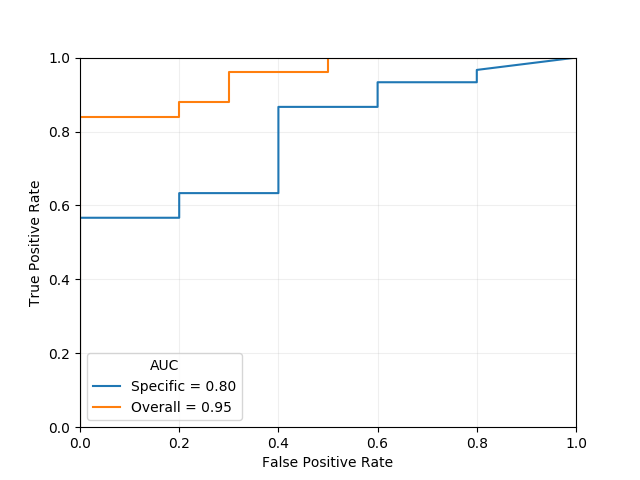 1.0
0.8
0.6
0.4
0.2
0.0
True Positive Rate
AUC
Specific = 0.80
Overall = 0.95
0.0 0.2 0.4 0.6 0.8 1.0
False Positive Rate